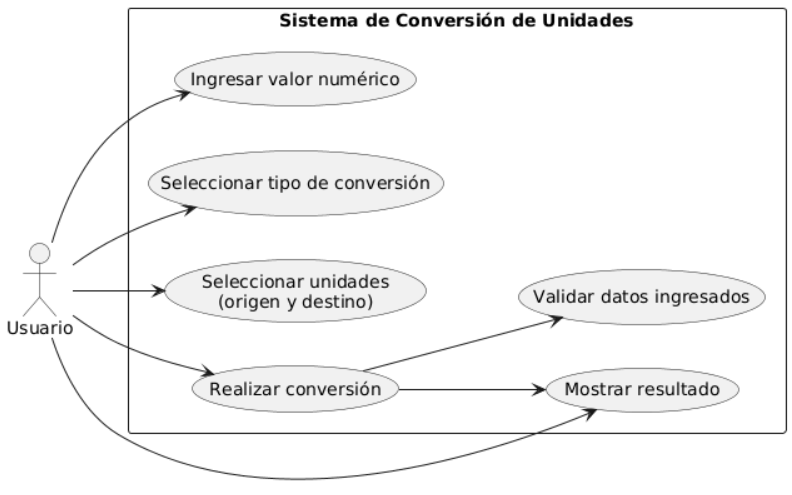 Sistema de Conversión de Unidades
Ingresar valor numérico
Seleccionar tipo de conversión
Seleccionar unidades
(origen y destino)
Validar datos ingresados
Usuario
Realizar conversión
Mostrar resultado